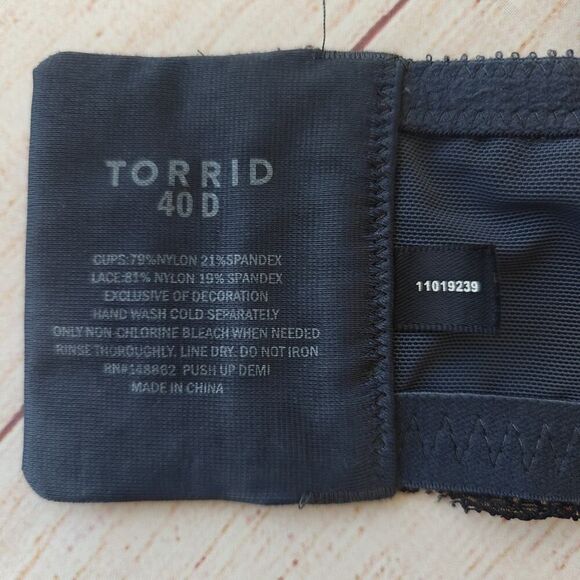 TORRID
40 D
CUPS:79%NYLON 21%SPANDEX
LACE:81% NYLON 19% SPANDEX
EXCLUSIVE OF DECORATION
HAND WASH COLD SEPARATELY
ONLY NON-CHLORINE BLEACH WHEN NEEDED
RINSE THOROUGHLY. LINE DRY. DO NOT IRON
RN#148862 PUSH UP DEMI
MADE IN CHINA
11019239